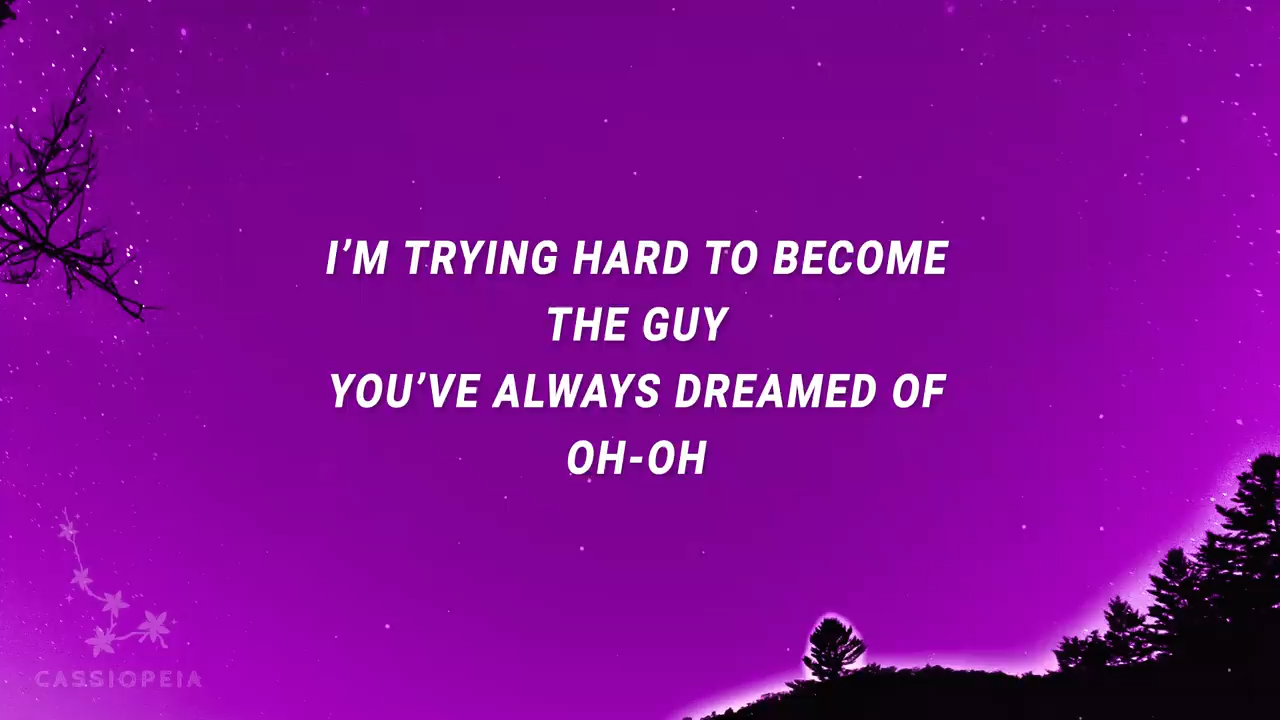 I’M TRYING HARD TO BECOME
THE GUY
YOU’VE ALWAYS DREAMED OF
OH-OH
CASSIOPEIA